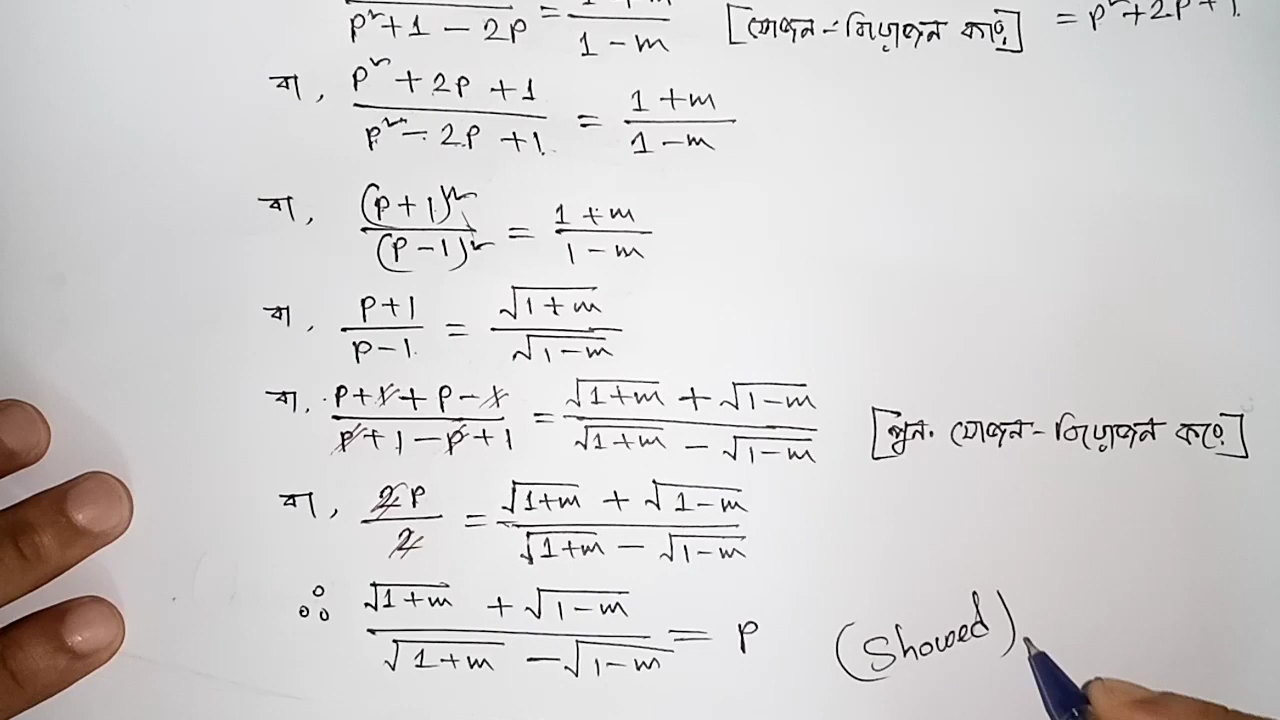 p²+1-2p = 1-m [যোজন-বিয়োজন করে] = p²+2p+1.
বা, (p²+2p+1)/(p²-2p+1) = (1+m)/(1-m)
বা, (p+1)²/(p-1)² = (1+m)/(1-m)
বা, (p+1)/(p-1) = √(1+m)/√(1-m)
বা, (p+1+p-1)/(p+1-p+1) = (√(1+m) + √(1-m))/(√(1+m) - √(1-m)) [পুন. যোজন-বিয়োজন করে]
বা, 2p/2 = (√(1+m) + √(1-m))/(√(1+m) - √(1-m))
∴ (√(1+m) + √(1-m))/(√(1+m) - √(1-m)) = p (Showed)